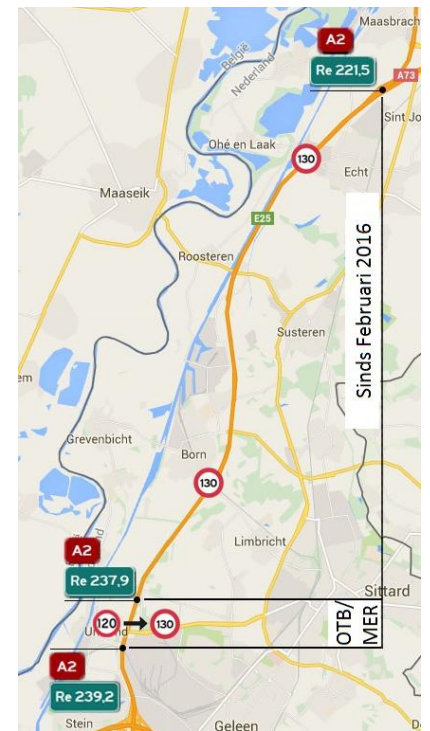 Maasbrach
A2
België
Nederland
Re 221,5
A73
Sint Jo
Ohé en Laak
130
Echt
Maaseik
E25
Sinds Februari 2016
Roosteren
Susteren
em
Grevenbicht
Born
130
Limbricht
A2
Re 237,9
Sittard
OTB/
MER
120
130
A2
Re 239,2
Stein
Geleen